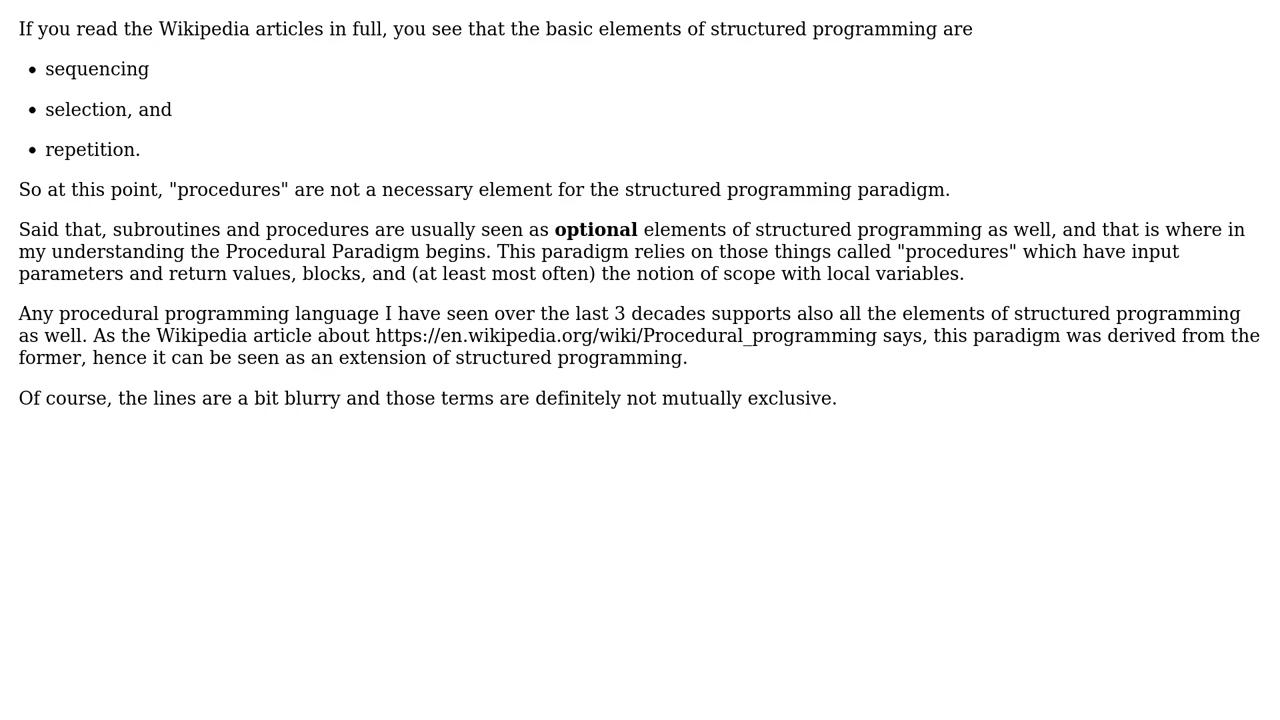 If you read the Wikipedia articles in full, you see that the basic elements of structured programming are
• sequencing
• selection, and
• repetition.
So at this point, "procedures" are not a necessary element for the structured programming paradigm.
Said that, subroutines and procedures are usually seen as optional elements of structured programming as well, and that is where in
my understanding the Procedural Paradigm begins. This paradigm relies on those things called "procedures" which have input
parameters and return values, blocks, and (at least most often) the notion of scope with local variables.
Any procedural programming language I have seen over the last 3 decades supports also all the elements of structured programming
as well. As the Wikipedia article about https://en.wikipedia.org/wiki/Procedural_programming says, this paradigm was derived from the
former, hence it can be seen as an extension of structured programming.
Of course, the lines are a bit blurry and those terms are definitely not mutually exclusive.